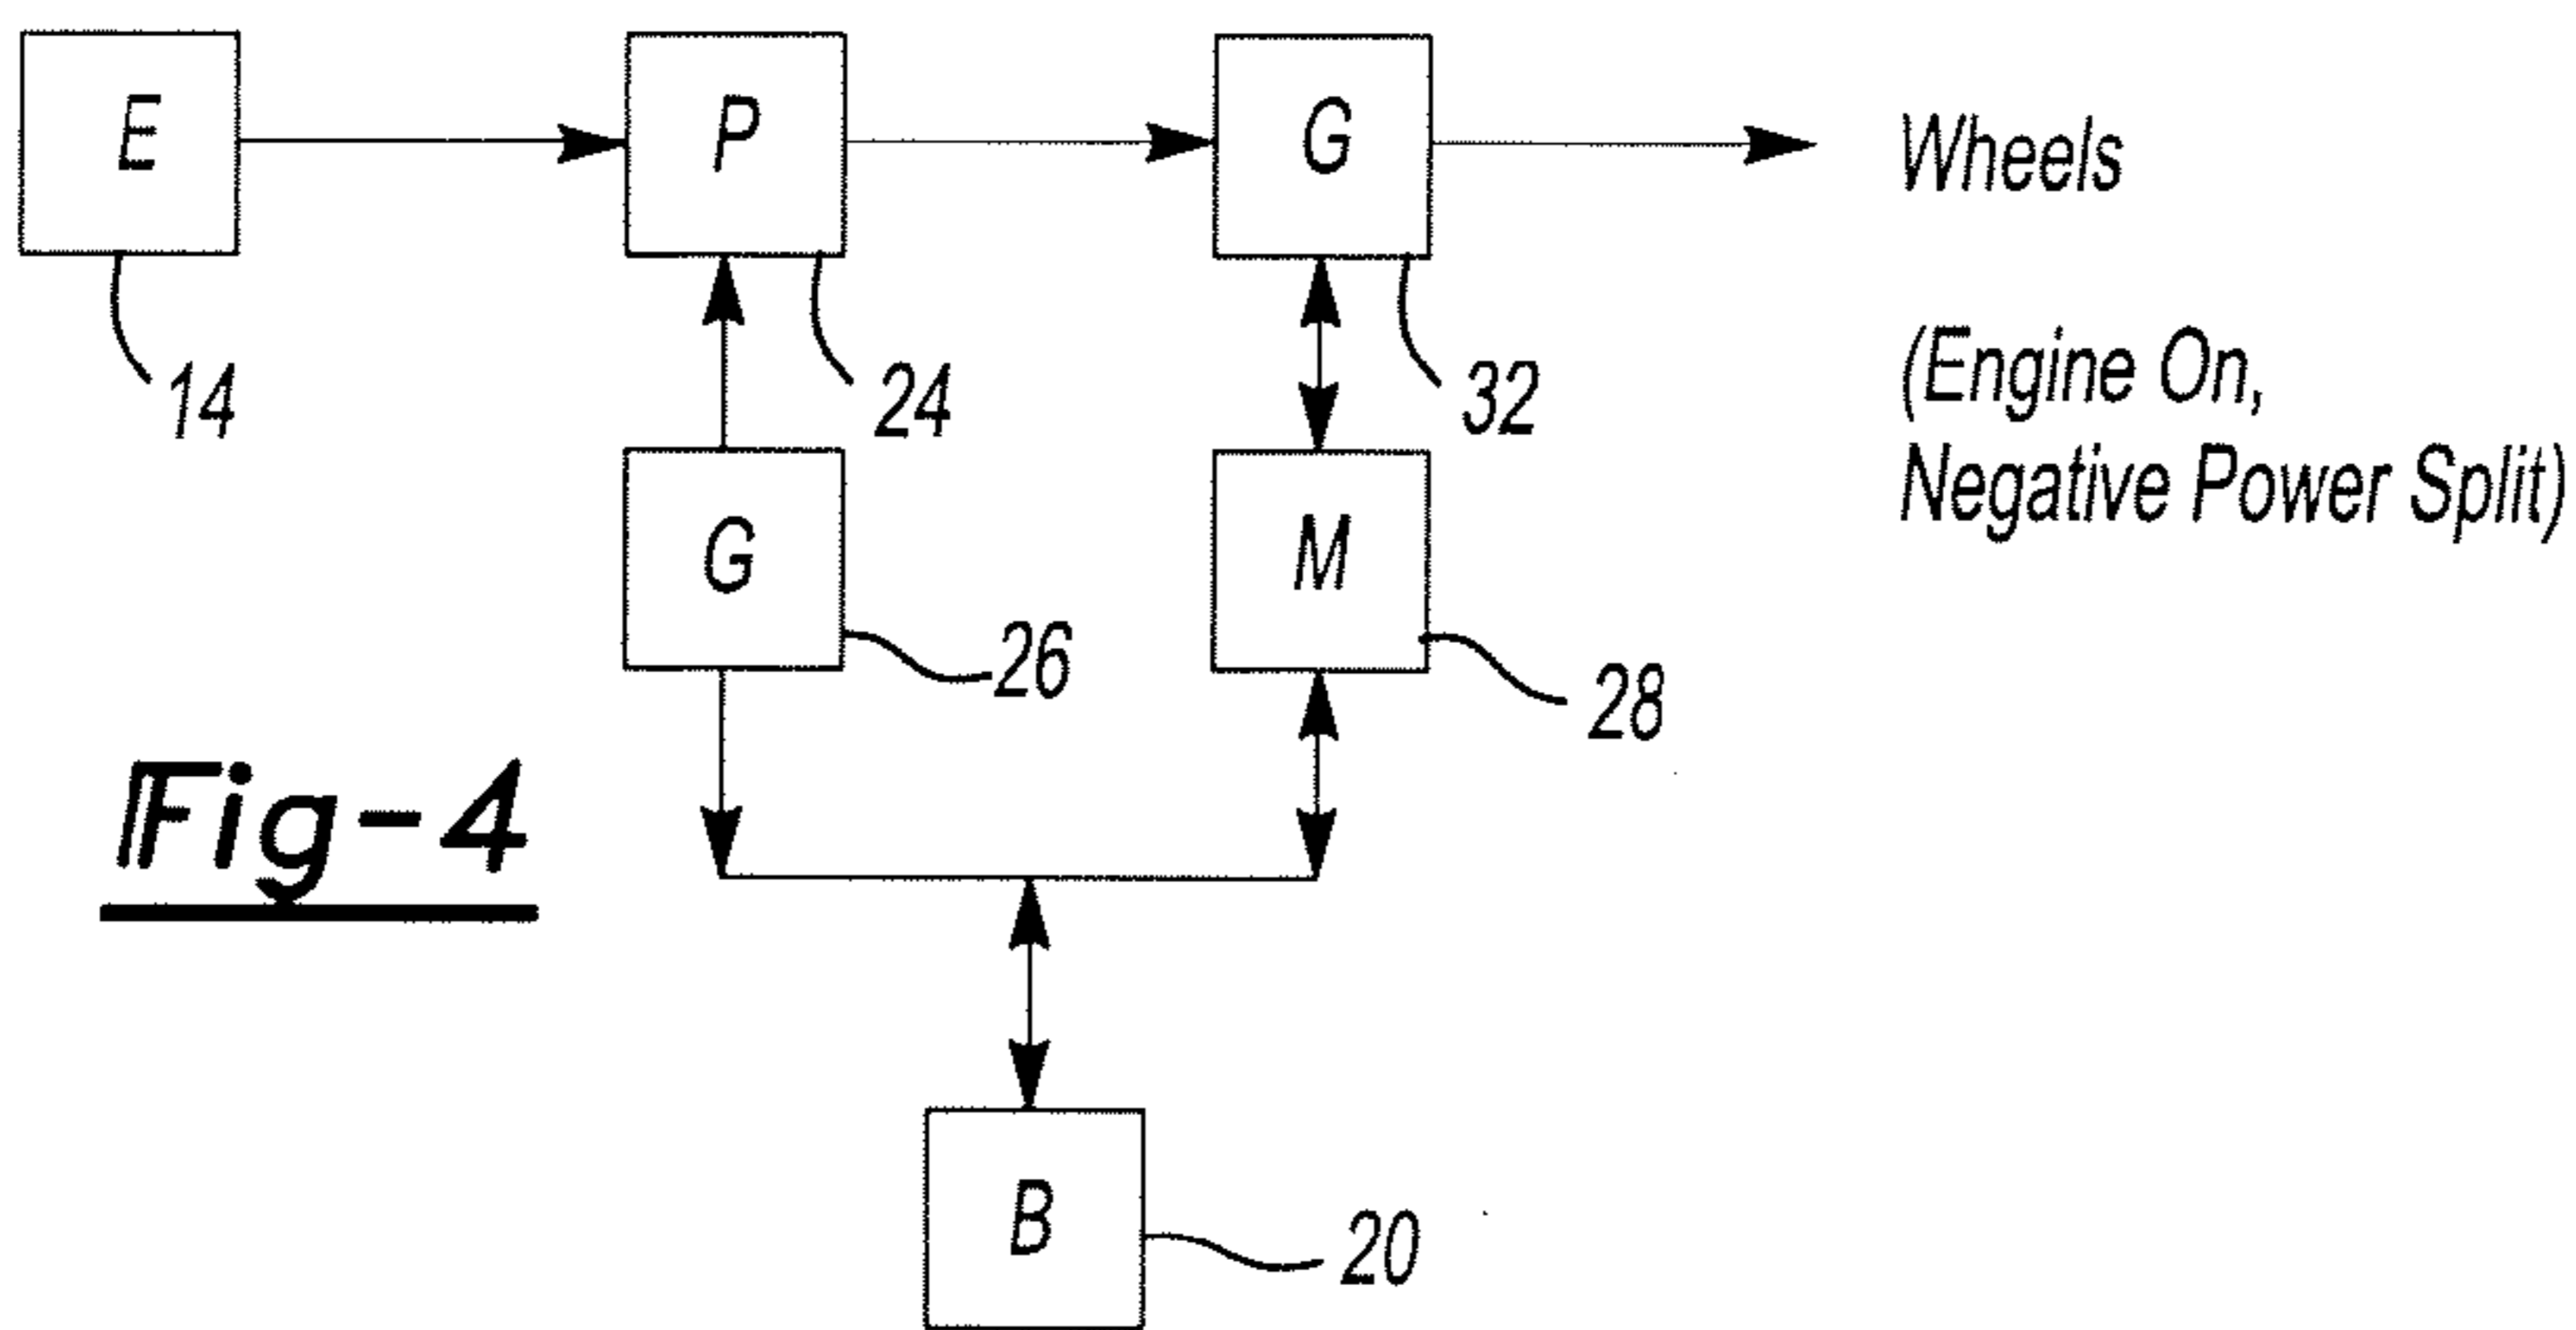 E
P
G
Wheels
14
24
32
(Engine On,
Negative Power Split)
G
M
26
28
Fig-4
B
20